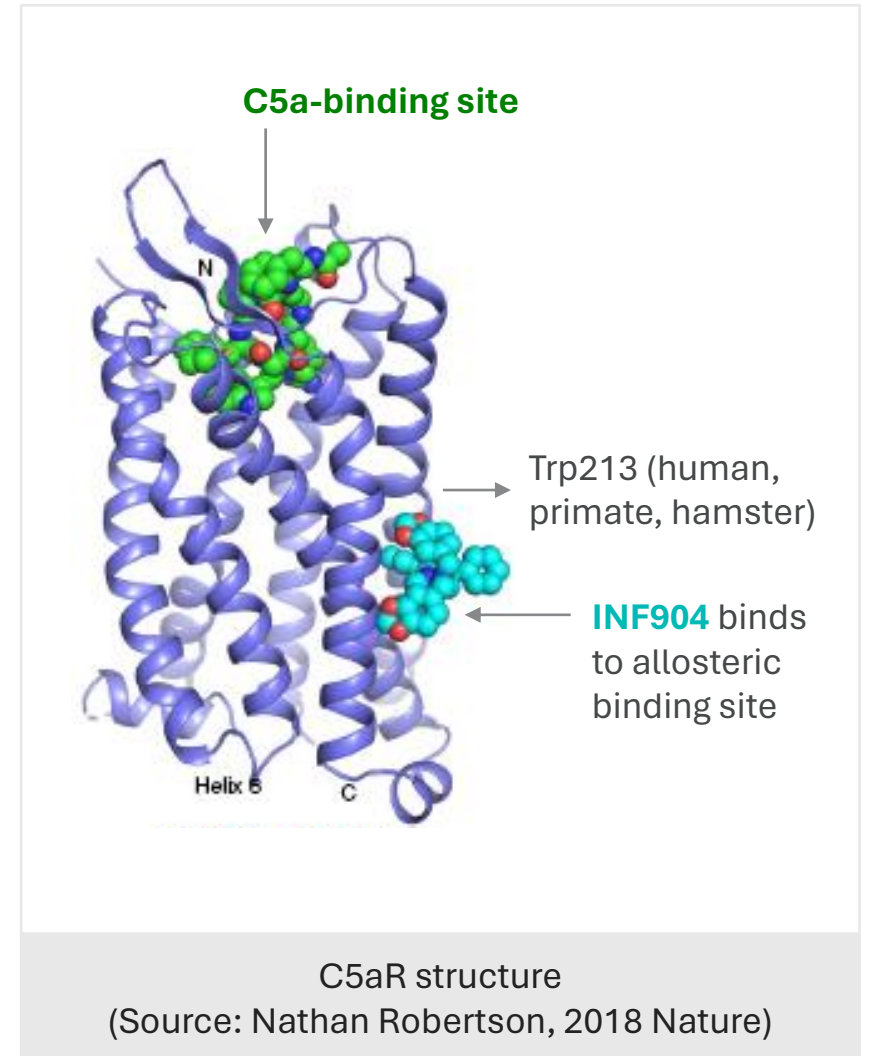 C5a-binding site
N
Trp213 (human,
primate, hamster)
INF904 binds
to allosteric
binding site
Helix
C
C5aR structure
(Source: Nathan Robertson, 2018 Nature)